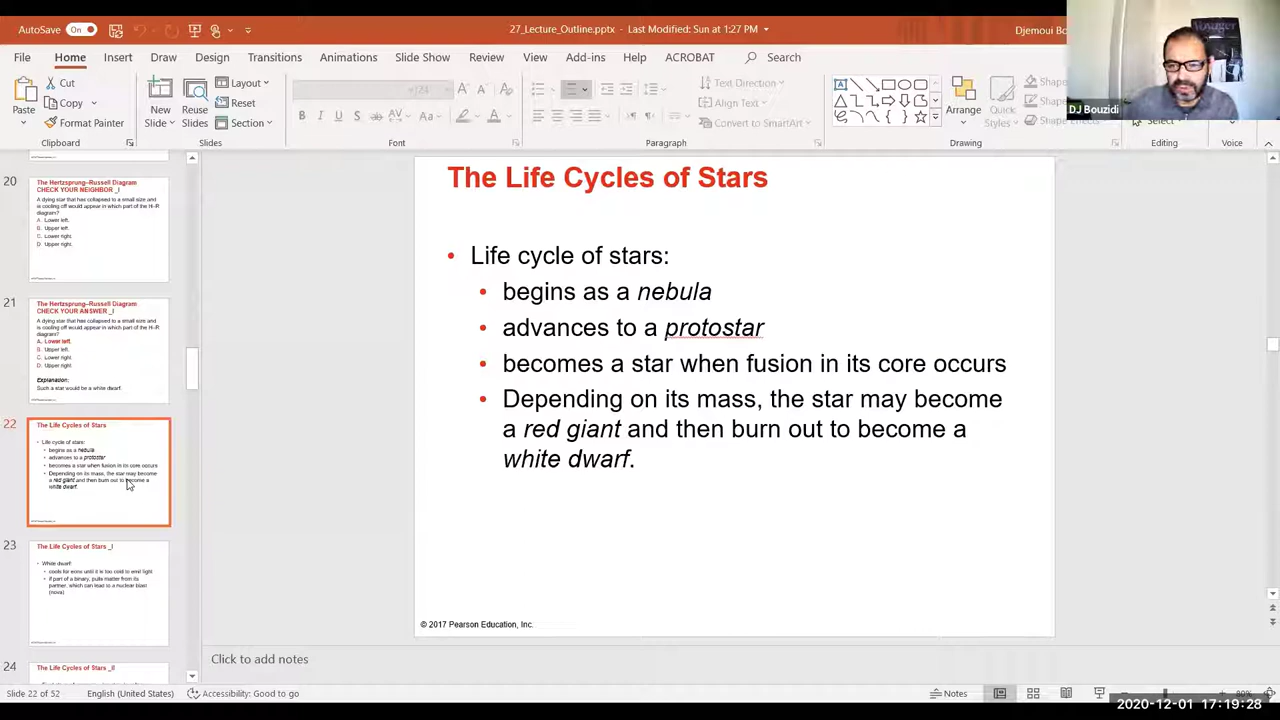 AutoSave On
27_Lecture_Outline.pptx - Last Modified: Sun at 1:27 PM
Djemoui Bo
File Home Insert Draw Design Transitions Animations Slide Show Review View Add-ins Help ACROBAT Search
Paste
Cut
Copy
Format Painter
New Slide
Reuse Slides
Layout
Reset
Section
Text Direction
Align Text
Convert to SmartArt
Arrange
Quick Styles
Shape Effects
Select
Clipboard Slides Font Paragraph Drawing Editing Voice
DJ Bouzidi
20
The Hertzsprung–Russell Diagram
CHECK YOUR NEIGHBOR _I
A dying star that has collapsed to a small size and
is cooling off would appear in which part of the H-R
diagram?
A. Lower left.
B. Upper left.
C. Lower right.
D. Upper right.
21
The Hertzsprung–Russell Diagram
CHECK YOUR ANSWER _I
A dying star that has collapsed to a small size and
is cooling off would appear in which part of the H-R
diagram?
A. Lower left.
B. Upper left.
C. Lower right.
D. Upper right.
Explanation:
Such a star would be a white dwarf.
22
The Life Cycles of Stars
• Life cycle of stars:
• begins as a nebula
• advances to a protostar
• becomes a star when fusion in its core occurs
• Depending on its mass, the star may become
a red giant and then burn out to become a
white dwarf.
23
The Life Cycles of Stars _I
• White dwarf:
• cools for eons until it is too cold to emit light
• if part of a binary, pulls matter from its
partner, which can lead to a nuclear blast
(nova)
24
The Life Cycles of Stars _II
The Life Cycles of Stars
• Life cycle of stars:
• begins as a nebula
• advances to a protostar
• becomes a star when fusion in its core occurs
• Depending on its mass, the star may become
a red giant and then burn out to become a
white dwarf.
© 2017 Pearson Education, Inc.
Click to add notes
Slide 22 of 52 English (United States) Accessibility: Good to go Notes 80%
2020-12-01 17:19:28